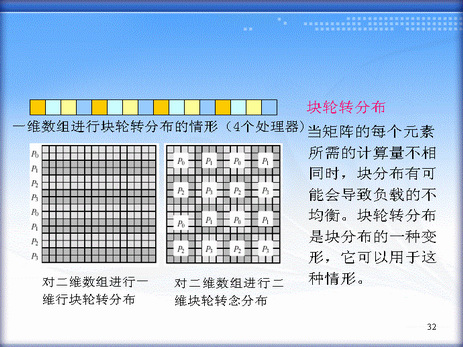 块轮转分布
一维数组进行块轮转分布的情形（4个处理器）
当矩阵的每个元素
所需的计算量不相
同时，块分布有可
能会导致负载的不
均衡。块轮转分布
是块分布的一种变
形，它可以用于这
种情形。
P0
P1
P2
P3
P0
P1
P2
P3
P0 P1 P0 P1
P2 P3 P2 P3
P0 P1 P0 P1
P2 P3 P2 P3
对二维数组进行一
维行块轮转分布
对二维数组进行二
维块轮转念分布
32